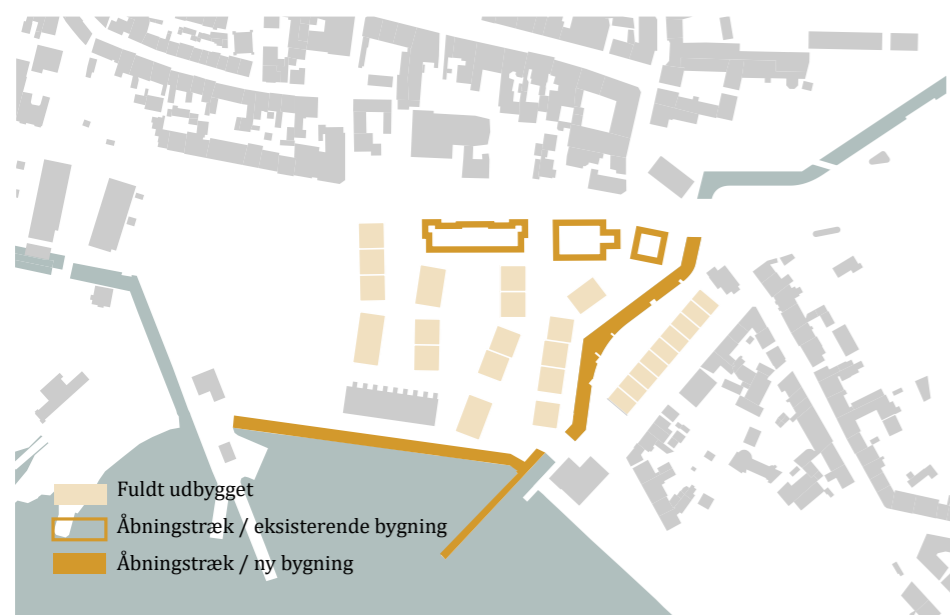 Fuldt udbygget
Åbningstræk / eksisterende bygning
Åbningstræk / ny bygning